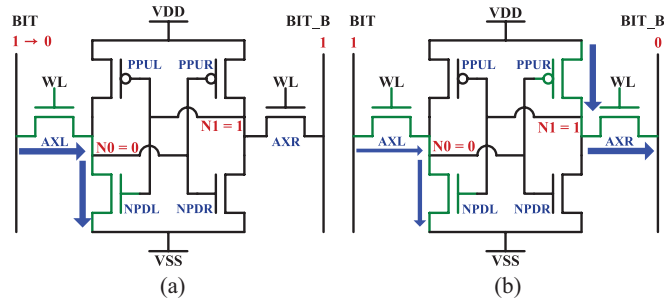 BIT VDD BIT_B
1 → 0 1
PPUL PPUR
WL WL
N1 = 1
AXL N0 = 0 AXR
NPDL NPDR
VSS
(a)
BIT VDD BIT_B
1 0
PPUL PPUR
WL WL
N1 = 1
AXL N0 = 0 AXR
NPDL NPDR
VSS
(b)